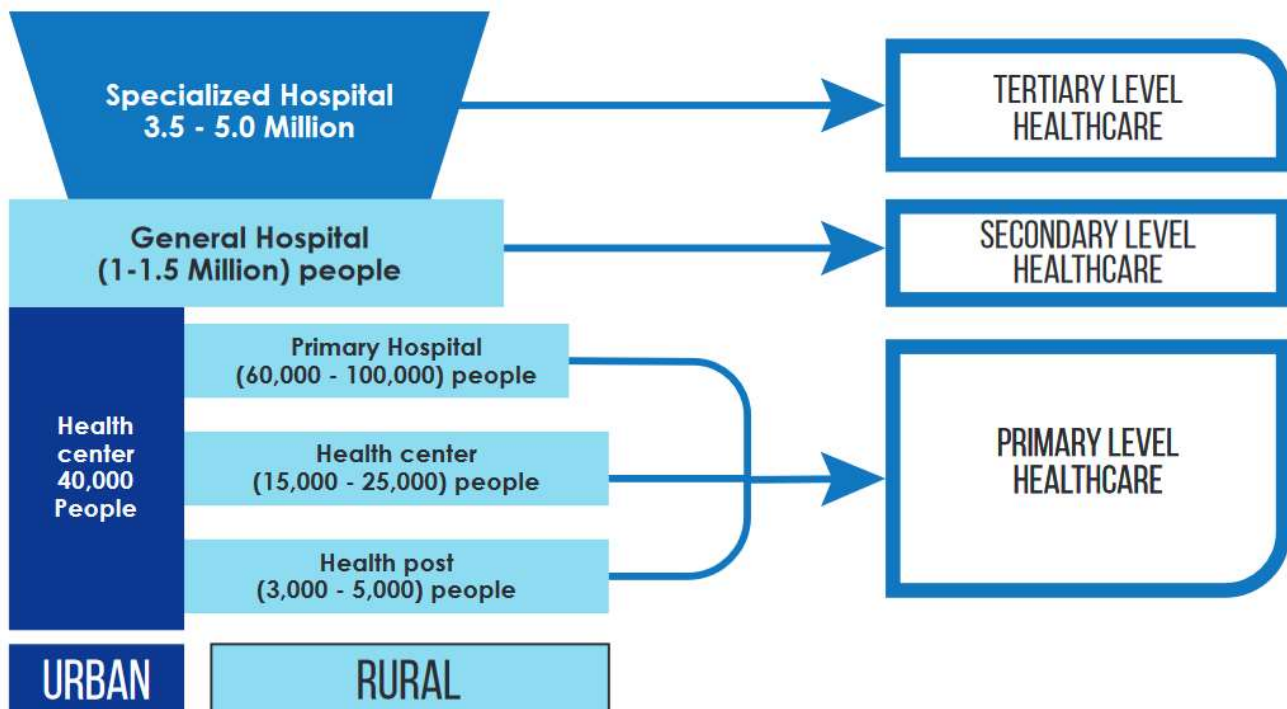 Specialized Hospital
3.5 - 5.0 Million
TERTIARY LEVEL
HEALTHCARE
General Hospital
(1-1.5 Million) people
SECONDARY LEVEL
HEALTHCARE
Health
center
40,000
People
Primary Hospital
(60,000 - 100,000) people
Health center
(15,000 - 25,000) people
Health post
(3,000 - 5,000) people
PRIMARY LEVEL
HEALTHCARE
URBAN
RURAL